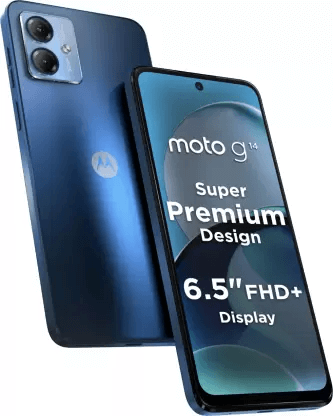 moto g14
Super
Premium
Design
6.5" FHD+
Display